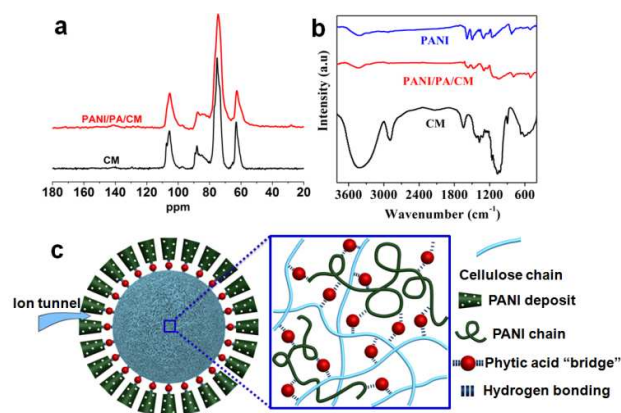 a
PANI/PA/CM
CM
180 160 140 120 100 80 60 40 20
ppm
b
Intensity (a.u)
PANI
PANI/PA/CM
CM
3600 3000 2400 1800 1200 600
Wavenumber (cm⁻¹)
c
Ion tunnel
Cellulose chain
PANI deposit
PANI chain
Phytic acid “bridge”
Hydrogen bonding